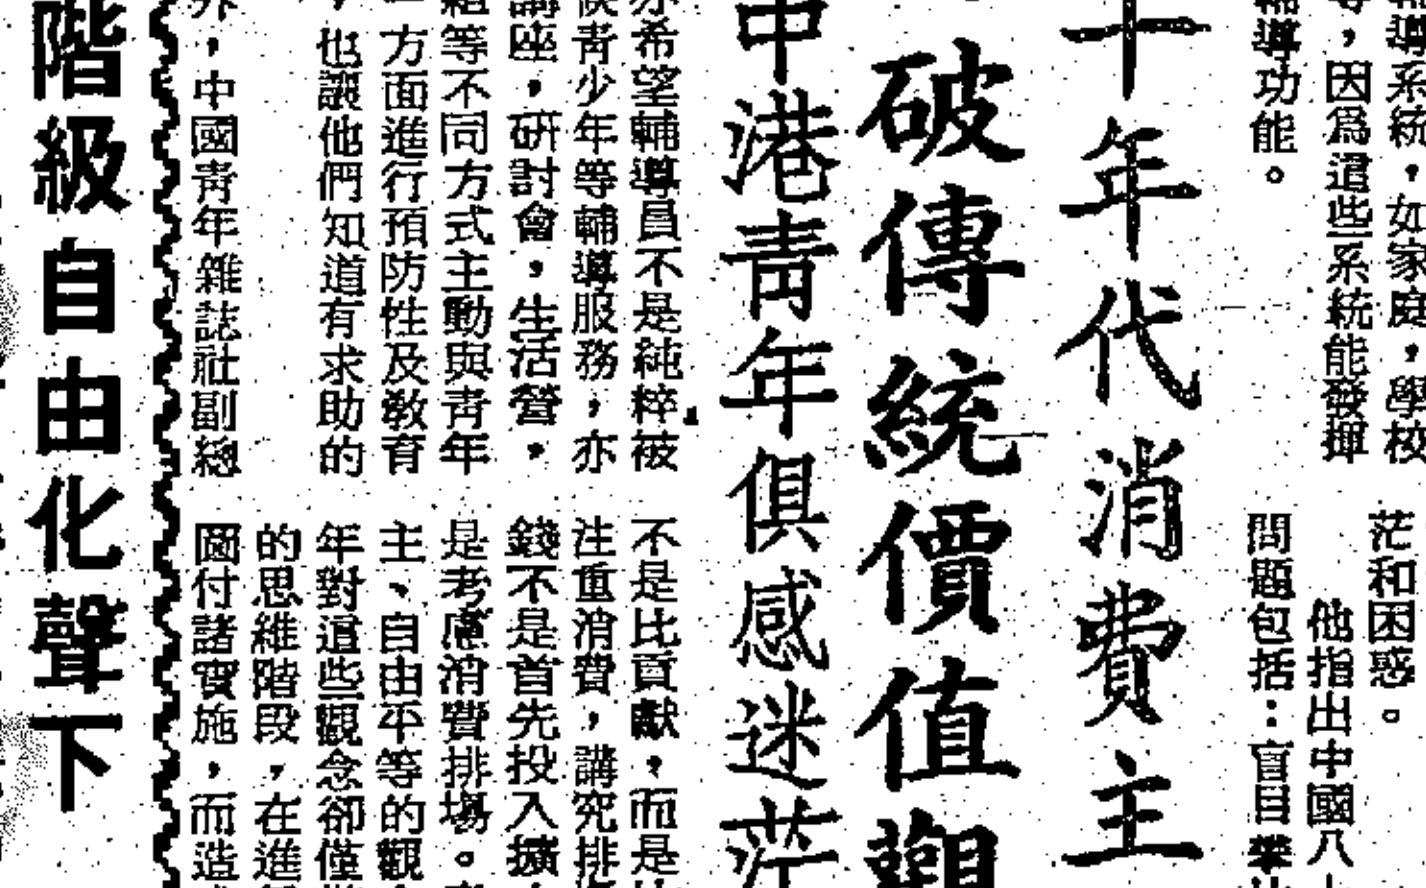 輔導系統，如家庭，學校
，因爲這些系統能發揮
輔導功能。
茫和困惑。
他指出中國八
問題包括：盲目
十年代消費主
破傳統價值觀
中港青年俱感迷茫
亦希望輔導員不是純粹被
候青少年等輔導服務，亦
講座，研討會，生活營，
組等不同方式主動與青年
一方面進行預防性及教育
，也讓他們知道有求助的
外，中國青年雜誌社副總
不是比貢獻，而是
注重消費，講究排
錢不是首先投入擴
是考慮消費排場。
主、自由平等的觀
年對這些觀念卻僅
的思維階段，在進
圖付諸實施，而造
階級自由化聲下